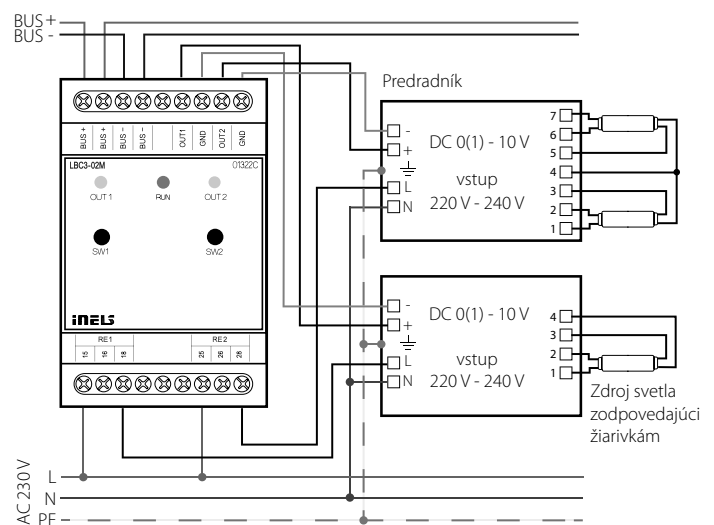 BUS +
BUS -
BUS +
BUS +
BUS -
BUS -
OUT1
GND
OUT2
GND
LBC3-02M
01322C
OUT 1
RUN
OUT 2
SW1
SW2
iNELS
RE1
RE2
15
16
18
25
26
28
Predradník
-
+
L
N
DC 0(1) - 10 V
vstup
220 V - 240 V
7
6
5
4
3
2
1
-
+
L
N
DC 0(1) - 10 V
vstup
220 V - 240 V
4
3
2
1
Zdroj svetla
zodpovedajúci
žiarivkám
AC 230 V
L
N
PE